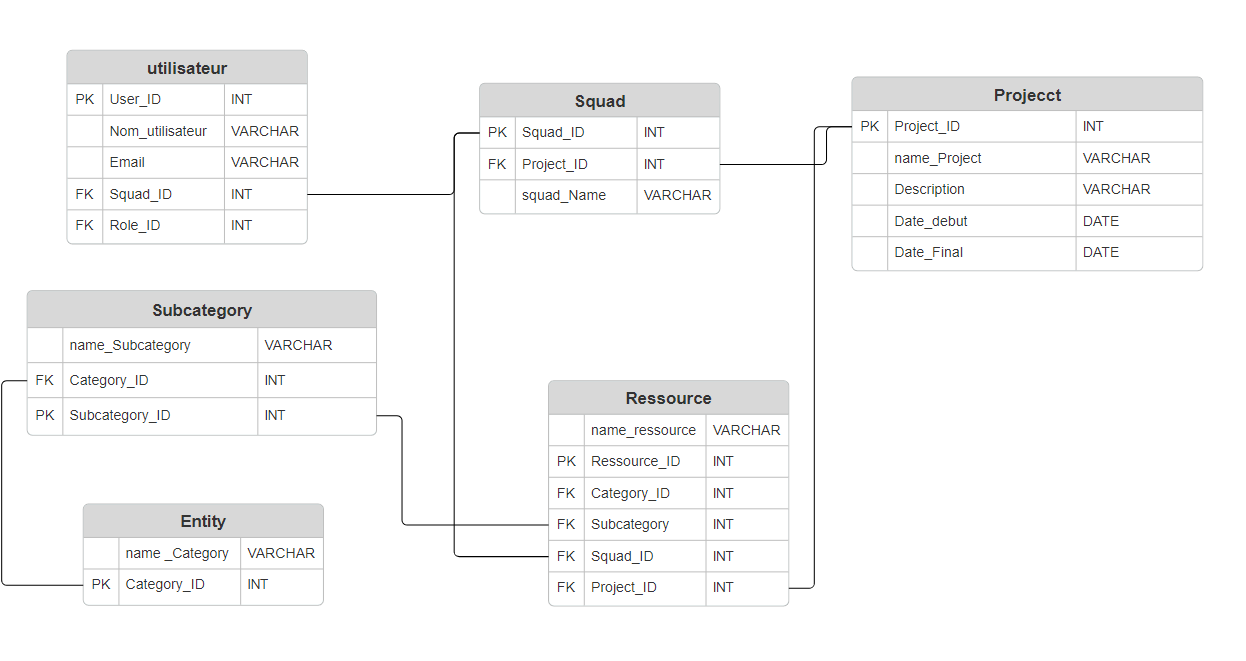 utilisateur
PK User_ID INT
Nom_utilisateur VARCHAR
Email VARCHAR
FK Squad_ID INT
FK Role_ID INT
Squad
PK Squad_ID INT
FK Project_ID INT
squad_Name VARCHAR
Projecct
PK Project_ID INT
name_Project VARCHAR
Description VARCHAR
Date_debut DATE
Date_Final DATE
Subcategory
name_Subcategory VARCHAR
FK Category_ID INT
PK Subcategory_ID INT
Ressource
name_ressource VARCHAR
PK Ressource_ID INT
FK Category_ID INT
FK Subcategory INT
FK Squad_ID INT
FK Project_ID INT
Entity
name _Category VARCHAR
PK Category_ID INT